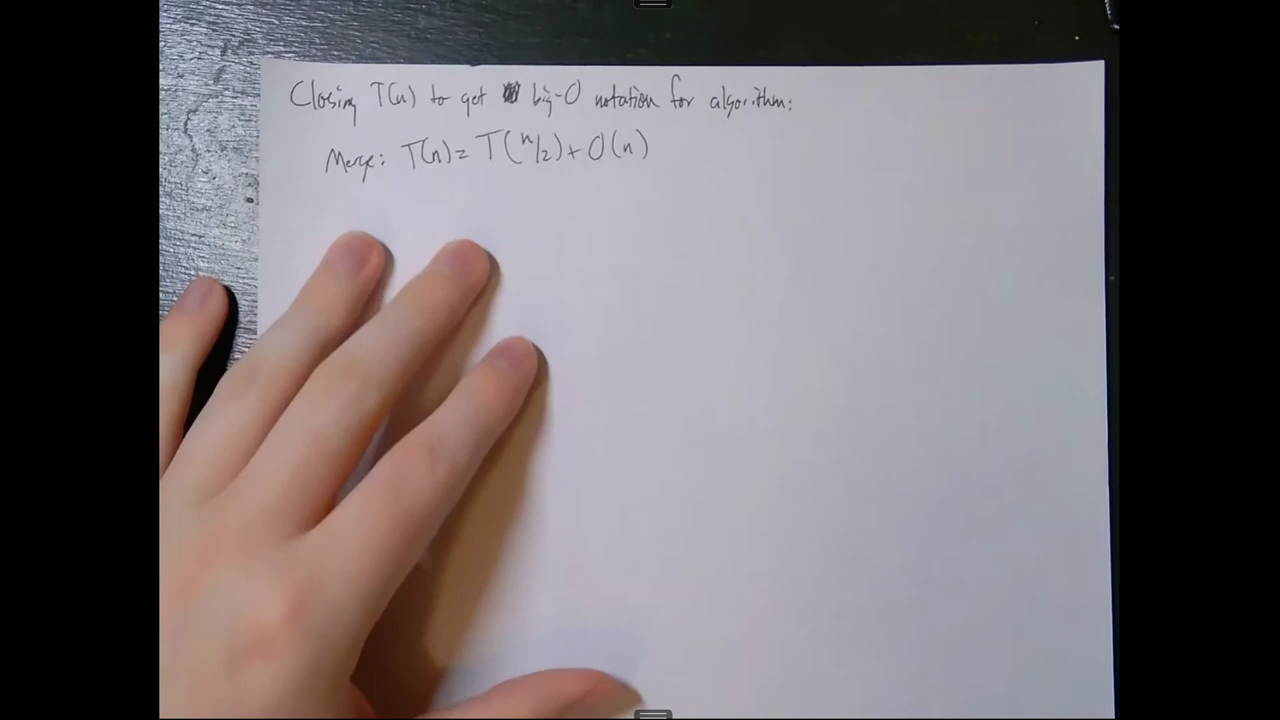 Closing T(n) to get big-O notation for algorithm:
Merge: T(n) = T(n/2) + O(n)